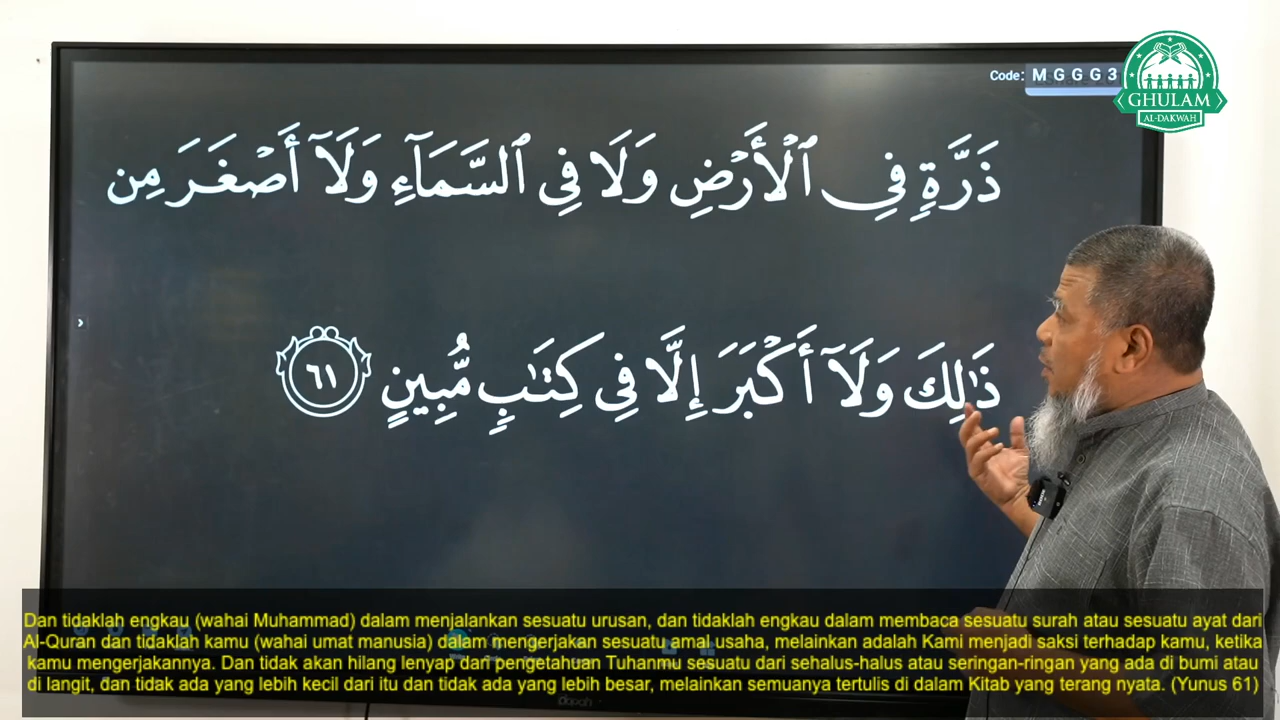 Code: M G G G 3
GHULAM
AL-DAKWAH
ذَرَّةٍ فِى ٱلْأَرْضِ وَلَا فِى ٱلسَّمَآءِ وَلَآ أَصْغَرَ مِن
ذَٰلِكَ وَلَآ أَكْبَرَ إِلَّا فِى كِتَٰبٍ مُّبِينٍ ٦١
Dan tidaklah engkau (wahai Muhammad) dalam menjalankan sesuatu urusan, dan tidaklah engkau dalam membaca sesuatu surah atau sesuatu ayat dari
Al-Quran dan tidaklah kamu (wahai umat manusia) dalam mengerjakan sesuatu amal usaha, melainkan adalah Kami menjadi saksi terhadap kamu, ketika
kamu mengerjakannya. Dan tidak akan hilang lenyap dari pengetahuan Tuhanmu sesuatu dari sehalus-halus atau seringan-ringan yang ada di bumi atau
di langit, dan tidak ada yang lebih kecil dari itu dan tidak ada yang lebih besar, melainkan semuanya tertulis di dalam Kitab yang terang nyata. (Yunus 61)